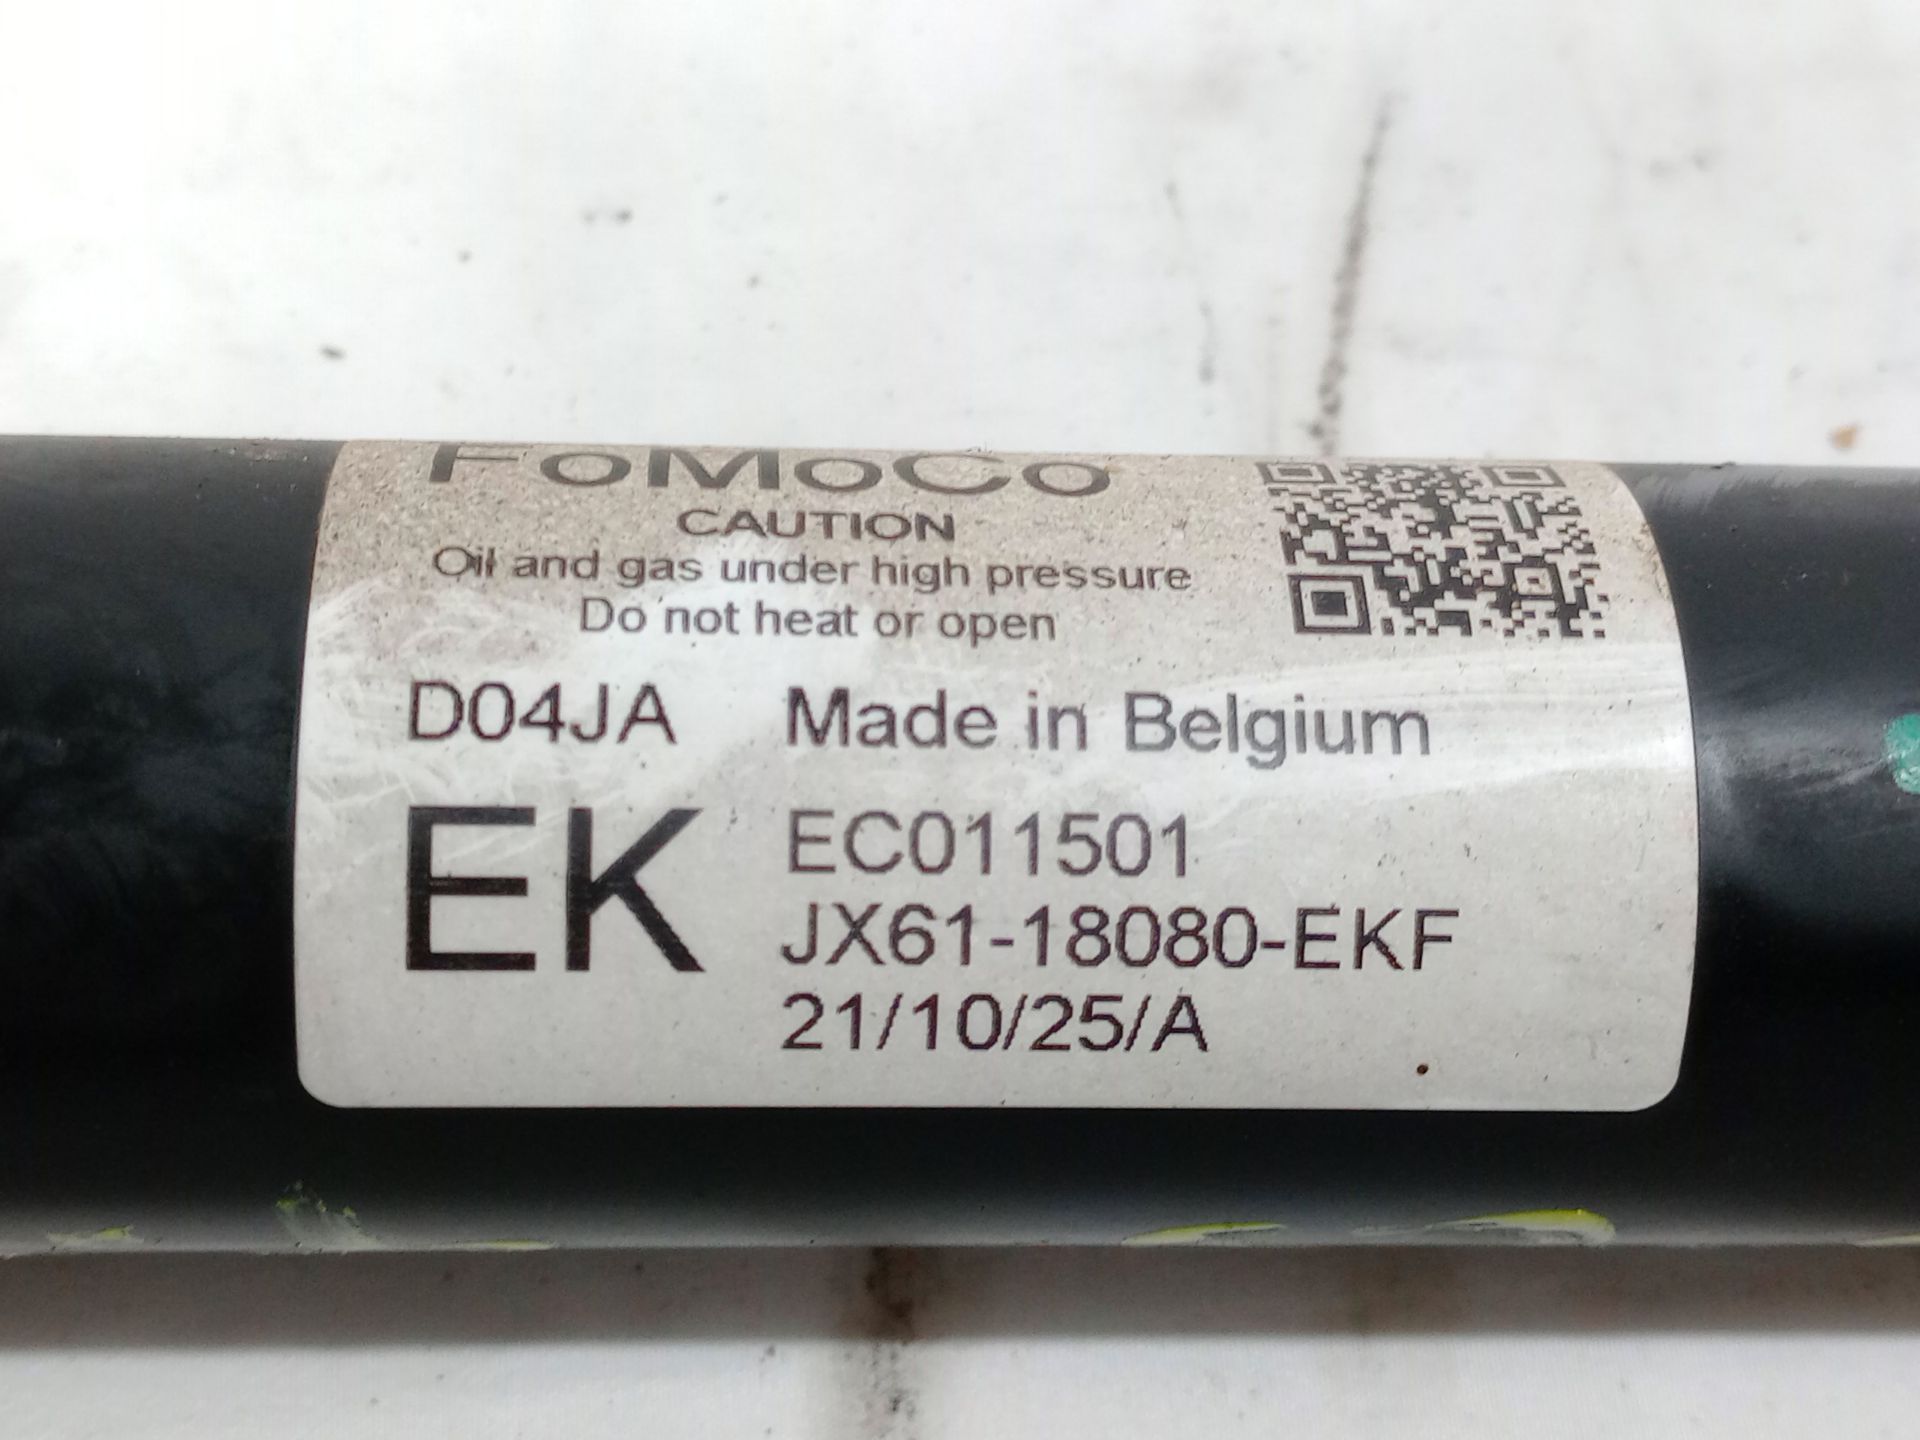 FoMoCo
CAUTION
Oil and gas under high pressure
Do not heat or open
D04JA Made in Belgium
EK
EC011501
JX61-18080-EKF
21/10/25/A